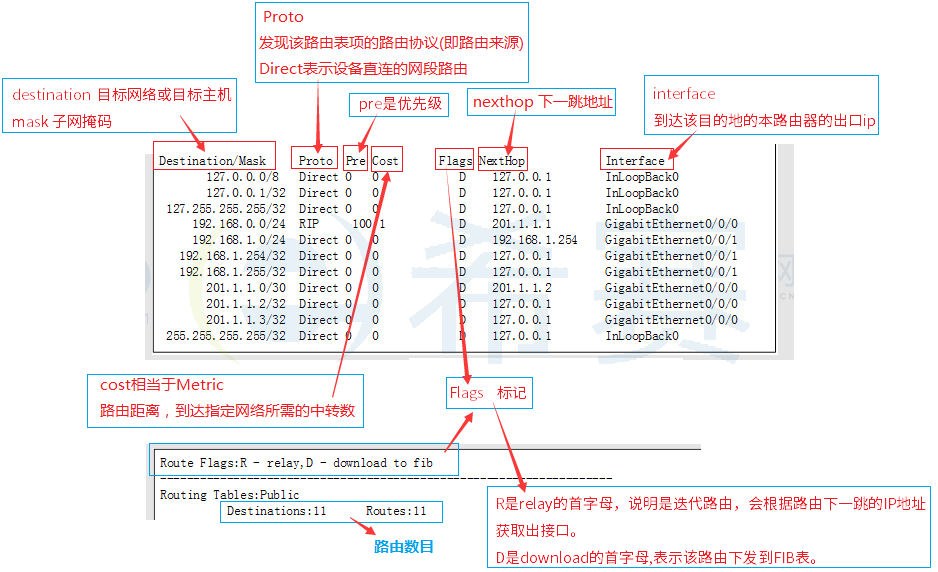 Proto
发现该路由表项的路由协议(即路由来源)
Direct表示设备直连的网段路由
destination 目标网络或目标主机
mask 子网掩码
pre是优先级
nexthop 下一跳地址
interface
到达该目的地的本路由器的出口ip
Destination/Mask Proto Pre Cost Flags NextHop Interface
127.0.0.0/8 Direct 0 0 D 127.0.0.1 InLoopBack0
127.0.0.1/32 Direct 0 0 D 127.0.0.1 InLoopBack0
127.255.255.255/32 Direct 0 0 D 127.0.0.1 InLoopBack0
192.168.0.0/24 RIP 100 1 D 201.1.1.1 GigabitEthernet0/0/0
192.168.1.0/24 Direct 0 0 D 192.168.1.254 GigabitEthernet0/0/1
192.168.1.254/32 Direct 0 0 D 127.0.0.1 GigabitEthernet0/0/1
192.168.1.255/32 Direct 0 0 D 127.0.0.1 GigabitEthernet0/0/1
201.1.1.0/30 Direct 0 0 D 201.1.1.2 GigabitEthernet0/0/0
201.1.1.2/32 Direct 0 0 D 127.0.0.1 GigabitEthernet0/0/0
201.1.1.3/32 Direct 0 0 D 127.0.0.1 GigabitEthernet0/0/0
255.255.255.255/32 Direct 0 0 D 127.0.0.1 InLoopBack0
希赛
网
.CN
cost相当于Metric
路由距离，到达指定网络所需的中转数
Flags 标记
Route Flags:R - relay,D - download to fib
Routing Tables:Public
Destinations:11 Routes:11
路由数目
R是relay的首字母，说明是迭代路由，会根据路由下一跳的IP地址
获取出接口。
D是download的首字母,表示该路由下发到FIB表。